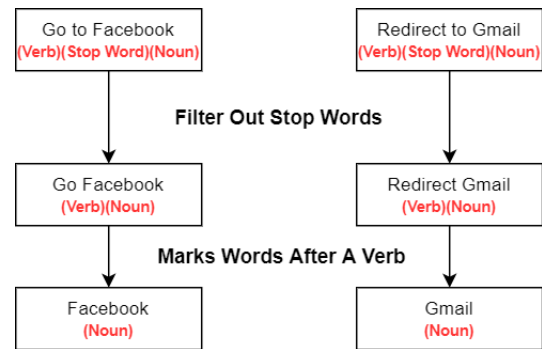 Go to Facebook
(Verb)(Stop Word)(Noun)
Redirect to Gmail
(Verb)(Stop Word)(Noun)
Filter Out Stop Words
Go Facebook
(Verb)(Noun)
Redirect Gmail
(Verb)(Noun)
Marks Words After A Verb
Facebook
(Noun)
Gmail
(Noun)